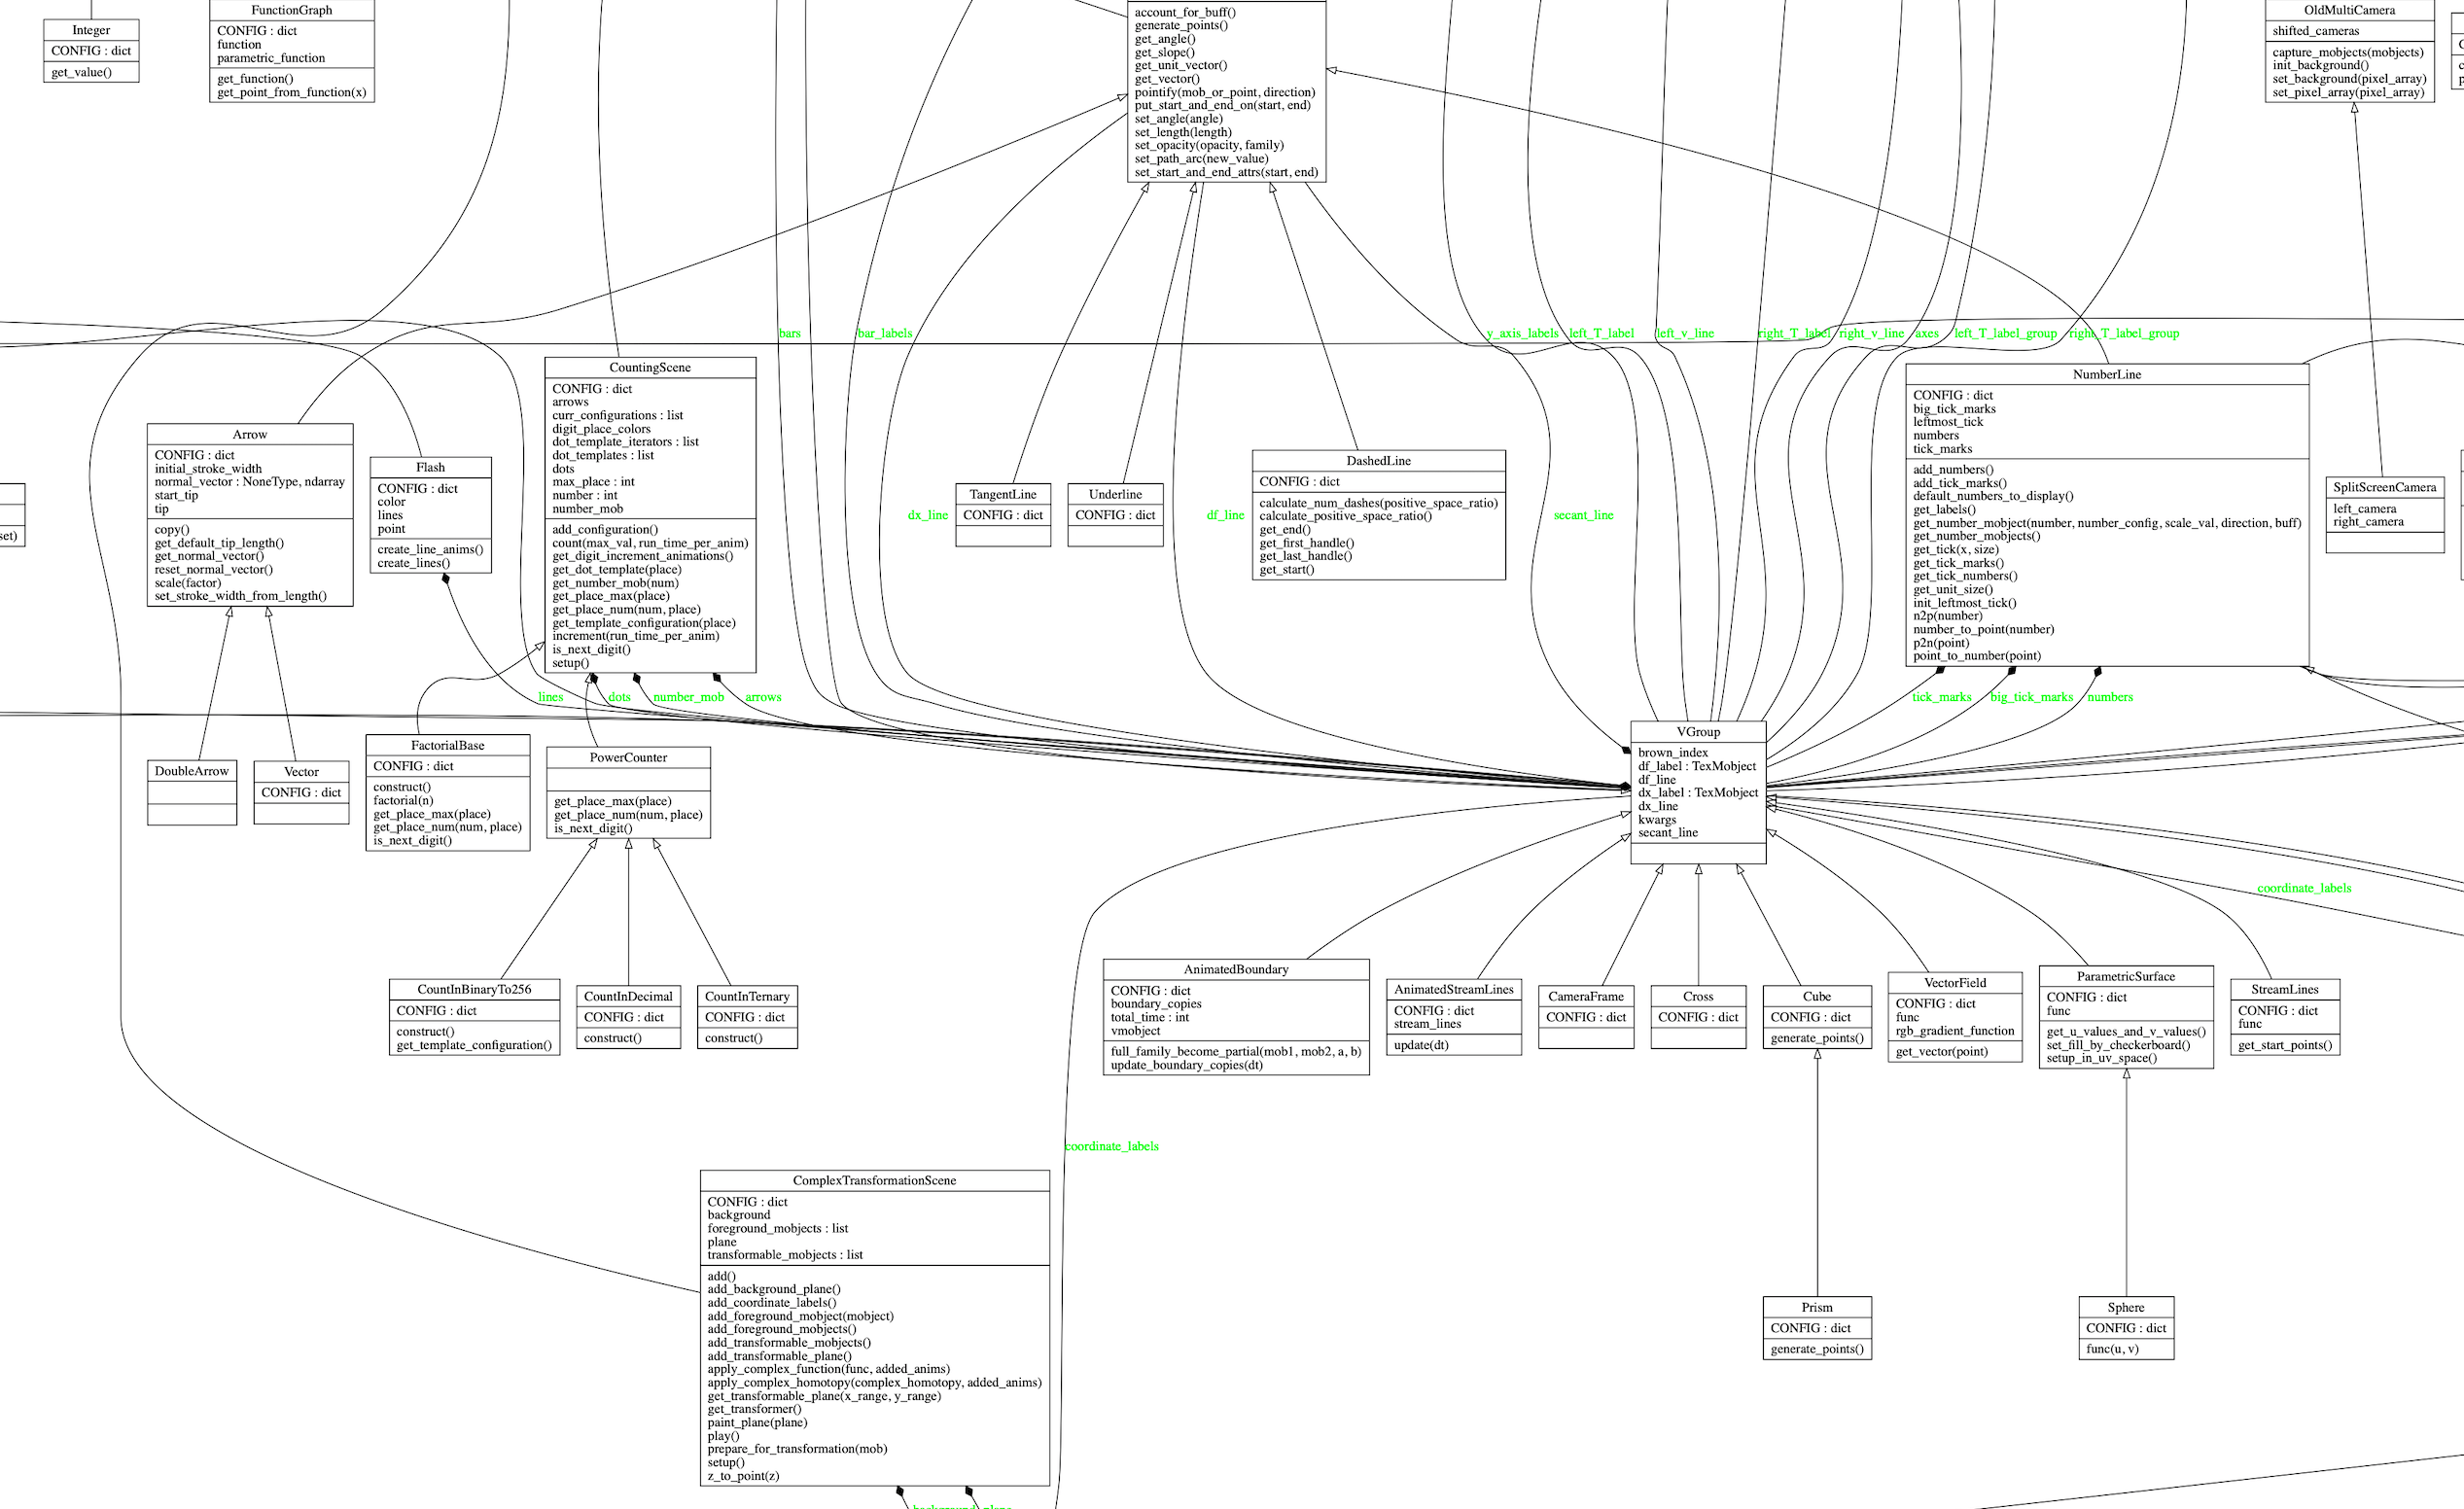 Integer
CONFIG : dict
get_value()
FunctionGraph
CONFIG : dict
function
parametric_function
get_function()
get_point_from_function(x)
account_for_buff()
generate_points()
get_angle()
get_slope()
get_unit_vector()
get_vector()
pointify(mob_or_point, direction)
put_start_and_end_on(start, end)
set_angle(angle)
set_length(length)
set_opacity(opacity, family)
set_path_arc(new_value)
set_start_and_end_attrs(start, end)
OldMultiCamera
shifted_cameras
capture_mobjects(mobjects)
init_background()
set_background(pixel_array)
set_pixel_array(pixel_array)
bars
bar_labels
y_axis_labels
left_T_label
left_v_line
right_T_label
right_v_line
axes
left_T_label_group
right_T_label_group
Arrow
CONFIG : dict
initial_stroke_width
normal_vector : NoneType, ndarray
start_tip
tip
copy()
get_default_tip_length()
get_normal_vector()
reset_normal_vector()
scale(factor)
set_stroke_width_from_length()
Flash
CONFIG : dict
color
lines
point
create_line_anims()
create_lines()
CountingScene
CONFIG : dict
arrows
curr_configurations : list
digit_place_colors
dot_template_iterators : list
dot_templates : list
dots
max_place : int
number : int
number_mob
add_configuration()
count(max_val, run_time_per_anim)
get_digit_increment_animations()
get_dot_template(place)
get_number_mob(num)
get_place_max(place)
get_place_num(num, place)
get_template_configuration(place)
increment(run_time_per_anim)
is_next_digit()
setup()
dx_line
TangentLine
CONFIG : dict
Underline
CONFIG : dict
df_line
DashedLine
CONFIG : dict
calculate_num_dashes(positive_space_ratio)
calculate_positive_space_ratio()
get_end()
get_first_handle()
get_last_handle()
get_start()
secant_line
NumberLine
CONFIG : dict
big_tick_marks
leftmost_tick
numbers
tick_marks
add_numbers()
add_tick_marks()
default_numbers_to_display()
get_labels()
get_number_mobject(number, number_config, scale_val, direction, buff)
get_number_mobjects()
get_tick(x, size)
get_tick_marks()
get_tick_numbers()
get_unit_size()
init_leftmost_tick()
n2p(number)
number_to_point(number)
p2n(point)
point_to_number(point)
SplitScreenCamera
left_camera
right_camera
set)
lines
dots
number_mob
arrows
tick_marks
big_tick_marks
numbers
DoubleArrow
Vector
CONFIG : dict
FactorialBase
CONFIG : dict
construct()
factorial(n)
get_place_max(place)
get_place_num(num, place)
is_next_digit()
PowerCounter
get_place_max(place)
get_place_num(num, place)
is_next_digit()
VGroup
brown_index
df_label : TexMobject
df_line
dx_label : TexMobject
dx_line
kwargs
secant_line
coordinate_labels
CountInBinaryTo256
CONFIG : dict
construct()
get_template_configuration()
CountInDecimal
CONFIG : dict
construct()
CountInTernary
CONFIG : dict
construct()
AnimatedBoundary
CONFIG : dict
boundary_copies
total_time : int
vmobject
full_family_become_partial(mob1, mob2, a, b)
update_boundary_copies(dt)
AnimatedStreamLines
CONFIG : dict
stream_lines
update(dt)
CameraFrame
CONFIG : dict
Cross
CONFIG : dict
Cube
CONFIG : dict
generate_points()
VectorField
CONFIG : dict
func
rgb_gradient_function
get_vector(point)
ParametricSurface
CONFIG : dict
func
get_u_values_and_v_values()
set_fill_by_checkerboard()
setup_in_uv_space()
StreamLines
CONFIG : dict
func
get_start_points()
coordinate_labels
ComplexTransformationScene
CONFIG : dict
background
foreground_mobjects : list
plane
transformable_mobjects : list
add()
add_background_plane()
add_coordinate_labels()
add_foreground_mobject(mobject)
add_foreground_mobjects()
add_transformable_mobjects()
add_transformable_plane()
apply_complex_function(func, added_anims)
apply_complex_homotopy(complex_homotopy, added_anims)
get_transformable_plane(x_range, y_range)
get_transformer()
paint_plane(plane)
play()
prepare_for_transformation(mob)
setup()
z_to_point(z)
Prism
CONFIG : dict
generate_points()
Sphere
CONFIG : dict
func(u, v)